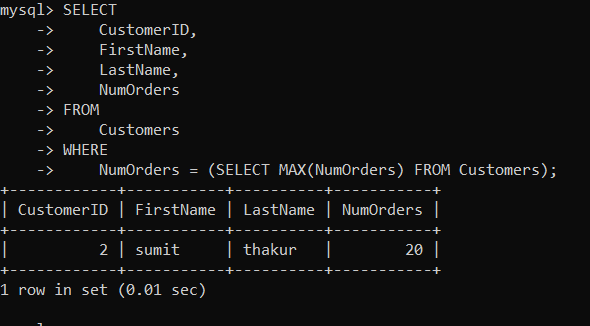 mysql> SELECT
    ->     CustomerID,
    ->     FirstName,
    ->     LastName,
    ->     NumOrders
    -> FROM
    ->     Customers
    -> WHERE
    ->     NumOrders = (SELECT MAX(NumOrders) FROM Customers);
+------------+-----------+----------+-----------+
| CustomerID | FirstName | LastName | NumOrders |
+------------+-----------+----------+-----------+
|          2 | sumit     | thakur   |        20 |
+------------+-----------+----------+-----------+
1 row in set (0.01 sec)